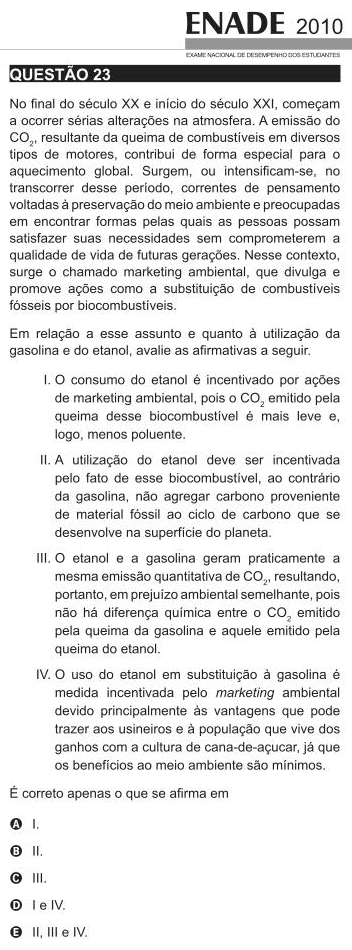 ENADE 2010
EXAME NACIONAL DE DESEMPENHO DOS ESTUDANTES
QUESTÃO 23
No final do século XX e início do século XXI, começam
a ocorrer sérias alterações na atmosfera. A emissão do
CO₂, resultante da queima de combustíveis em diversos
tipos de motores, contribui de forma especial para o
aquecimento global. Surgem, ou intensificam-se, no
transcorrer desse período, correntes de pensamento
voltadas à preservação do meio ambiente e preocupadas
em encontrar formas pelas quais as pessoas possam
satisfazer suas necessidades sem comprometerem a
qualidade de vida de futuras gerações. Nesse contexto,
surge o chamado marketing ambiental, que divulga e
promove ações como a substituição de combustíveis
fósseis por biocombustíveis.
Em relação a esse assunto e quanto à utilização da
gasolina e do etanol, avalie as afirmativas a seguir.
I. O consumo do etanol é incentivado por ações
de marketing ambiental, pois o CO₂ emitido pela
queima desse biocombustível é mais leve e,
logo, menos poluente.
II. A utilização do etanol deve ser incentivada
pelo fato de esse biocombustível, ao contrário
da gasolina, não agregar carbono proveniente
de material fóssil ao ciclo de carbono que se
desenvolve na superfície do planeta.
III. O etanol e a gasolina geram praticamente a
mesma emissão quantitativa de CO₂, resultando,
portanto, em prejuízo ambiental semelhante, pois
não há diferença química entre o CO₂ emitido
pela queima da gasolina e aquele emitido pela
queima do etanol.
IV. O uso do etanol em substituição à gasolina é
medida incentivada pelo marketing ambiental
devido principalmente às vantagens que pode
trazer aos usineiros e à população que vive dos
ganhos com a cultura de cana-de-açucar, já que
os benefícios ao meio ambiente são mínimos.
É correto apenas o que se afirma em
A I.
B II.
C III.
D I e IV.
E II, III e IV.